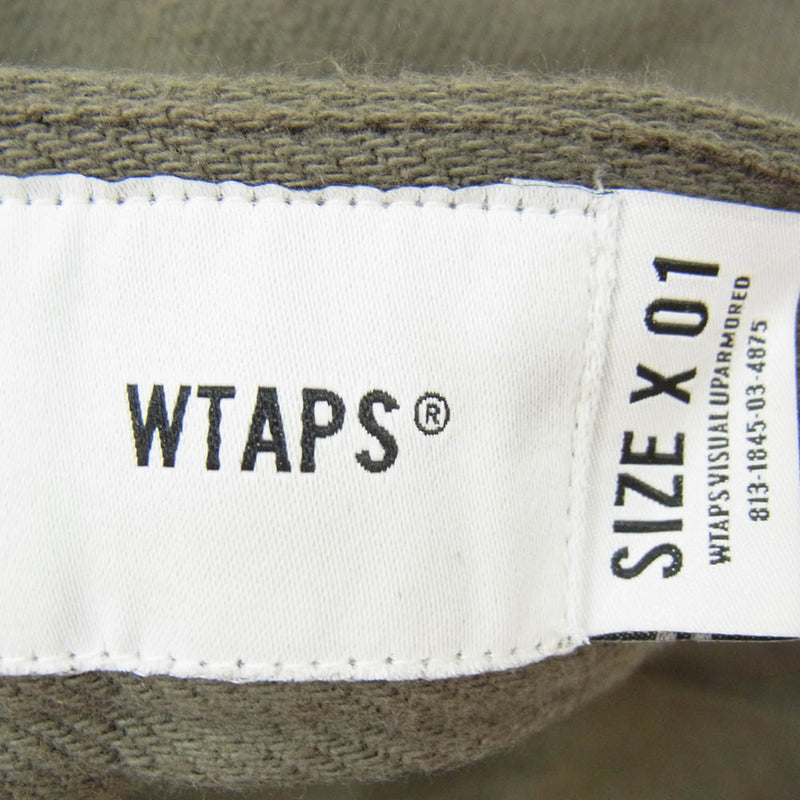 WTAPS®
SIZE X 01
WTAPS VISUAL UPARMORED
813-1845-03-4875